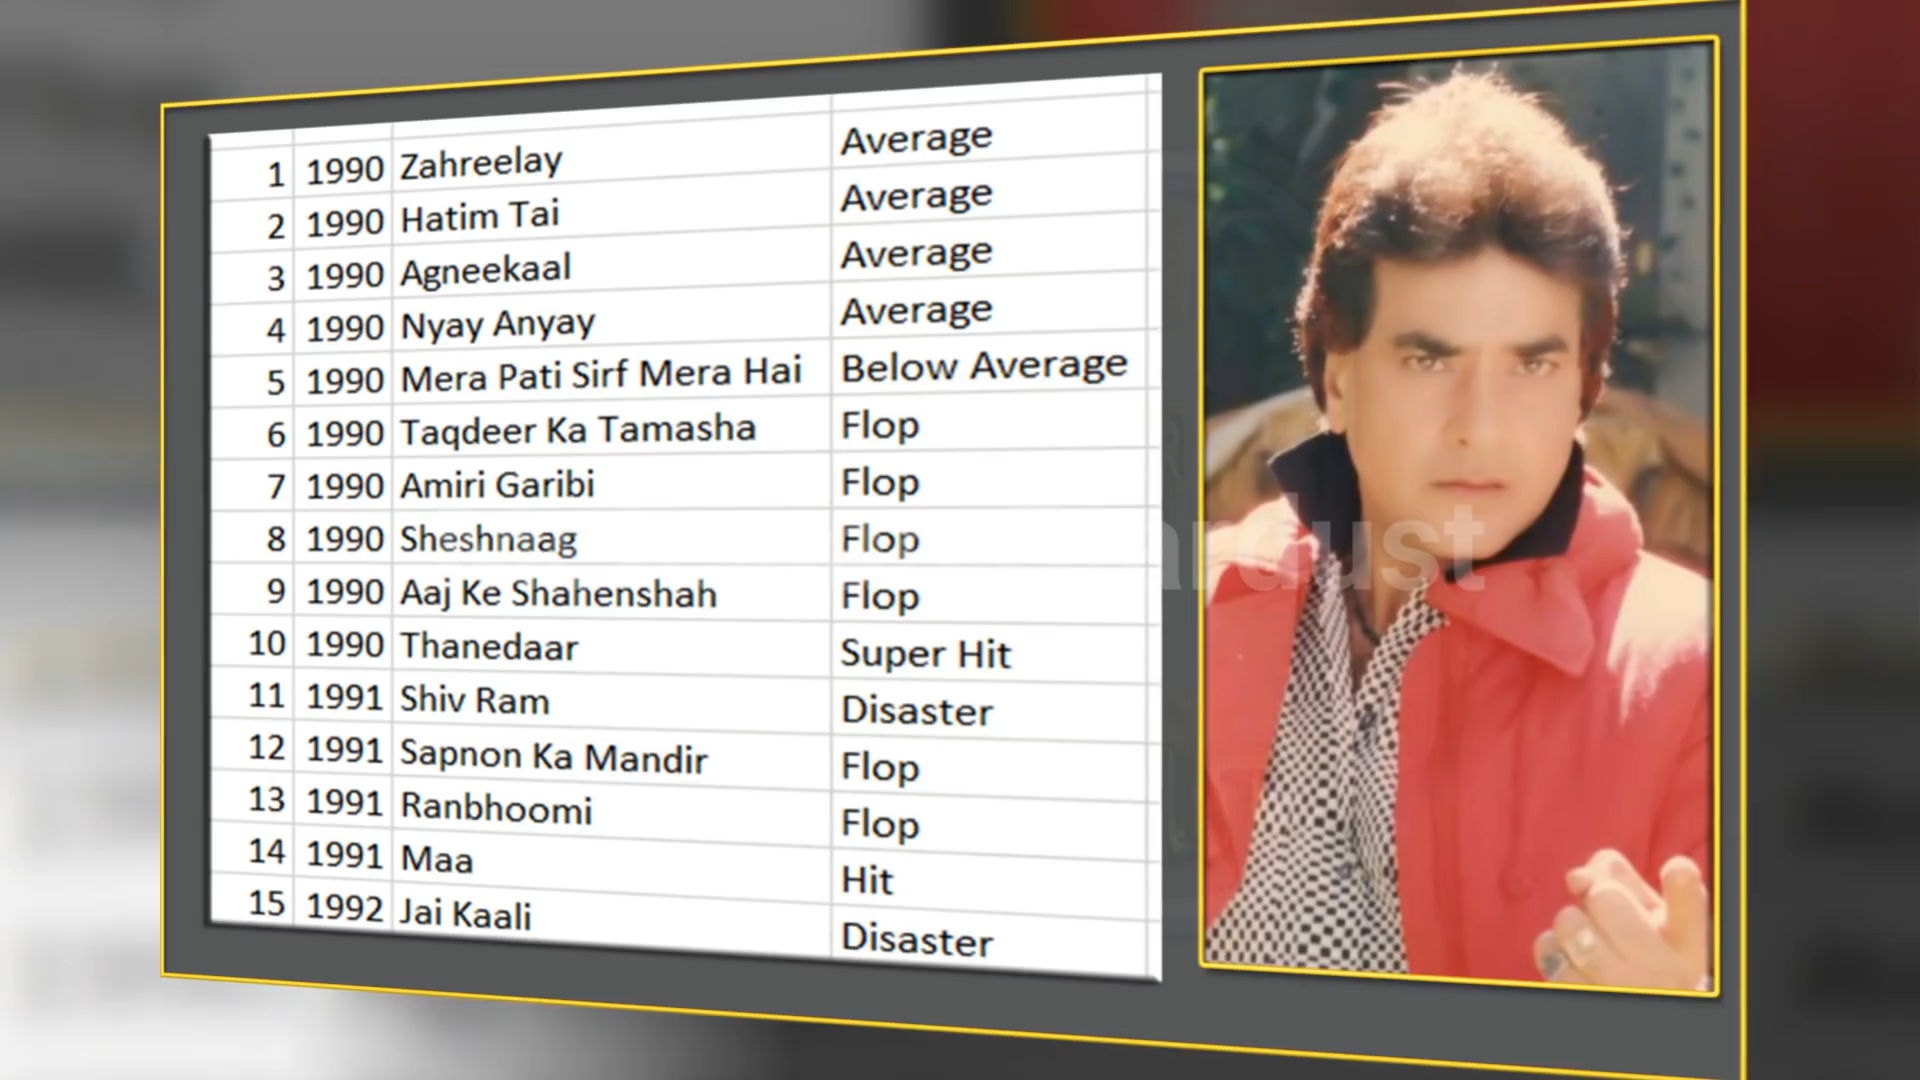 1 1990 Zahreelay Average
2 1990 Hatim Tai Average
3 1990 Agneekaal Average
4 1990 Nyay Anyay Average
5 1990 Mera Pati Sirf Mera Hai Below Average
6 1990 Taqdeer Ka Tamasha Flop
7 1990 Amiri Garibi Flop
8 1990 Sheshnaag Flop
9 1990 Aaj Ke Shahenshah Flop
10 1990 Thanedaar Super Hit
11 1991 Shiv Ram Disaster
12 1991 Sapnon Ka Mandir Flop
13 1991 Ranbhoomi Flop
14 1991 Maa Hit
15 1992 Jai Kaali Disaster